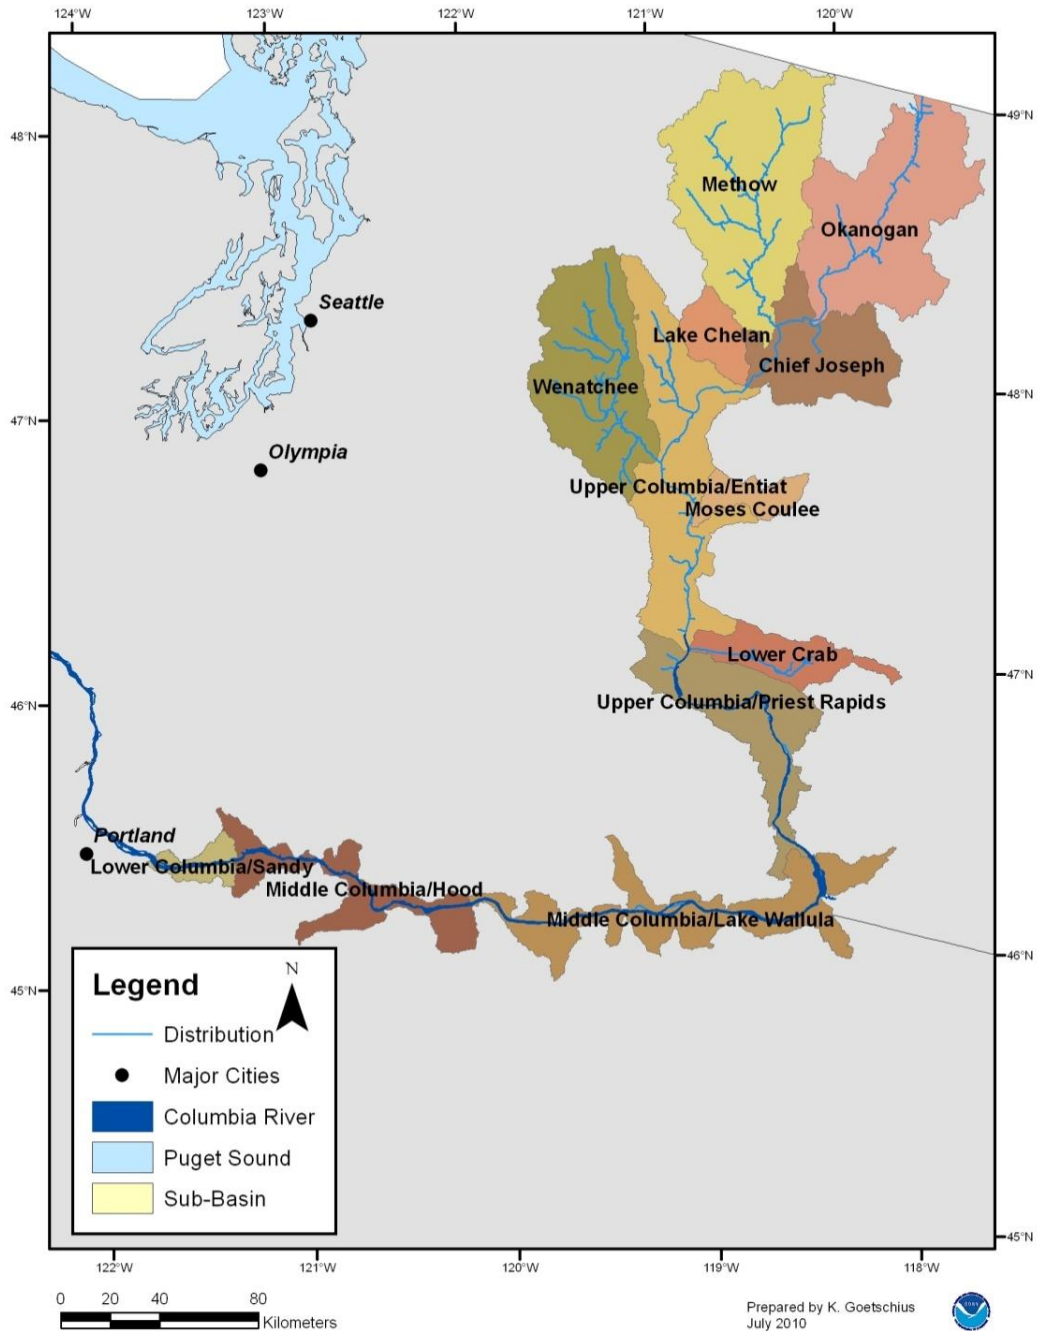 124°W 123°W 122°W 121°W 120°W
49°N
48°N
Methow
Okanogan
Seattle
Lake Chelan
Chief Joseph
Wenatchee
48°N
47°N
Olympia
Upper Columbia/Entiat
Moses Coulee
Lower Crab
47°N
Upper Columbia/Priest Rapids
46°N
Portland
Lower Columbia/Sandy
Middle Columbia/Hood
Middle Columbia/Lake Wallula
46°N
45°N
Legend
N
Distribution
Major Cities
Columbia River
Puget Sound
Sub-Basin
45°N
122°W 121°W 120°W 119°W 118°W
0 20 40 80
Kilometers
Prepared by K. Goetschius
July 2010